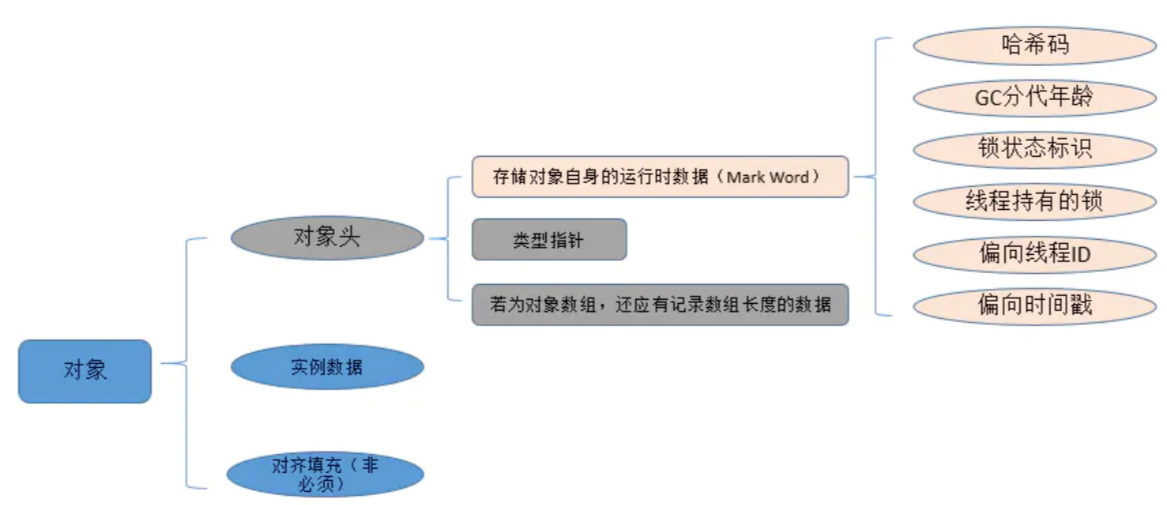 对象
对象头
实例数据
对齐填充（非
必须）
存储对象自身的运行时数据（Mark Word）
类型指针
若为对象数组，还应有记录数组长度的数据
哈希码
GC分代年龄
锁状态标识
线程持有的锁
偏向线程ID
偏向时间戳